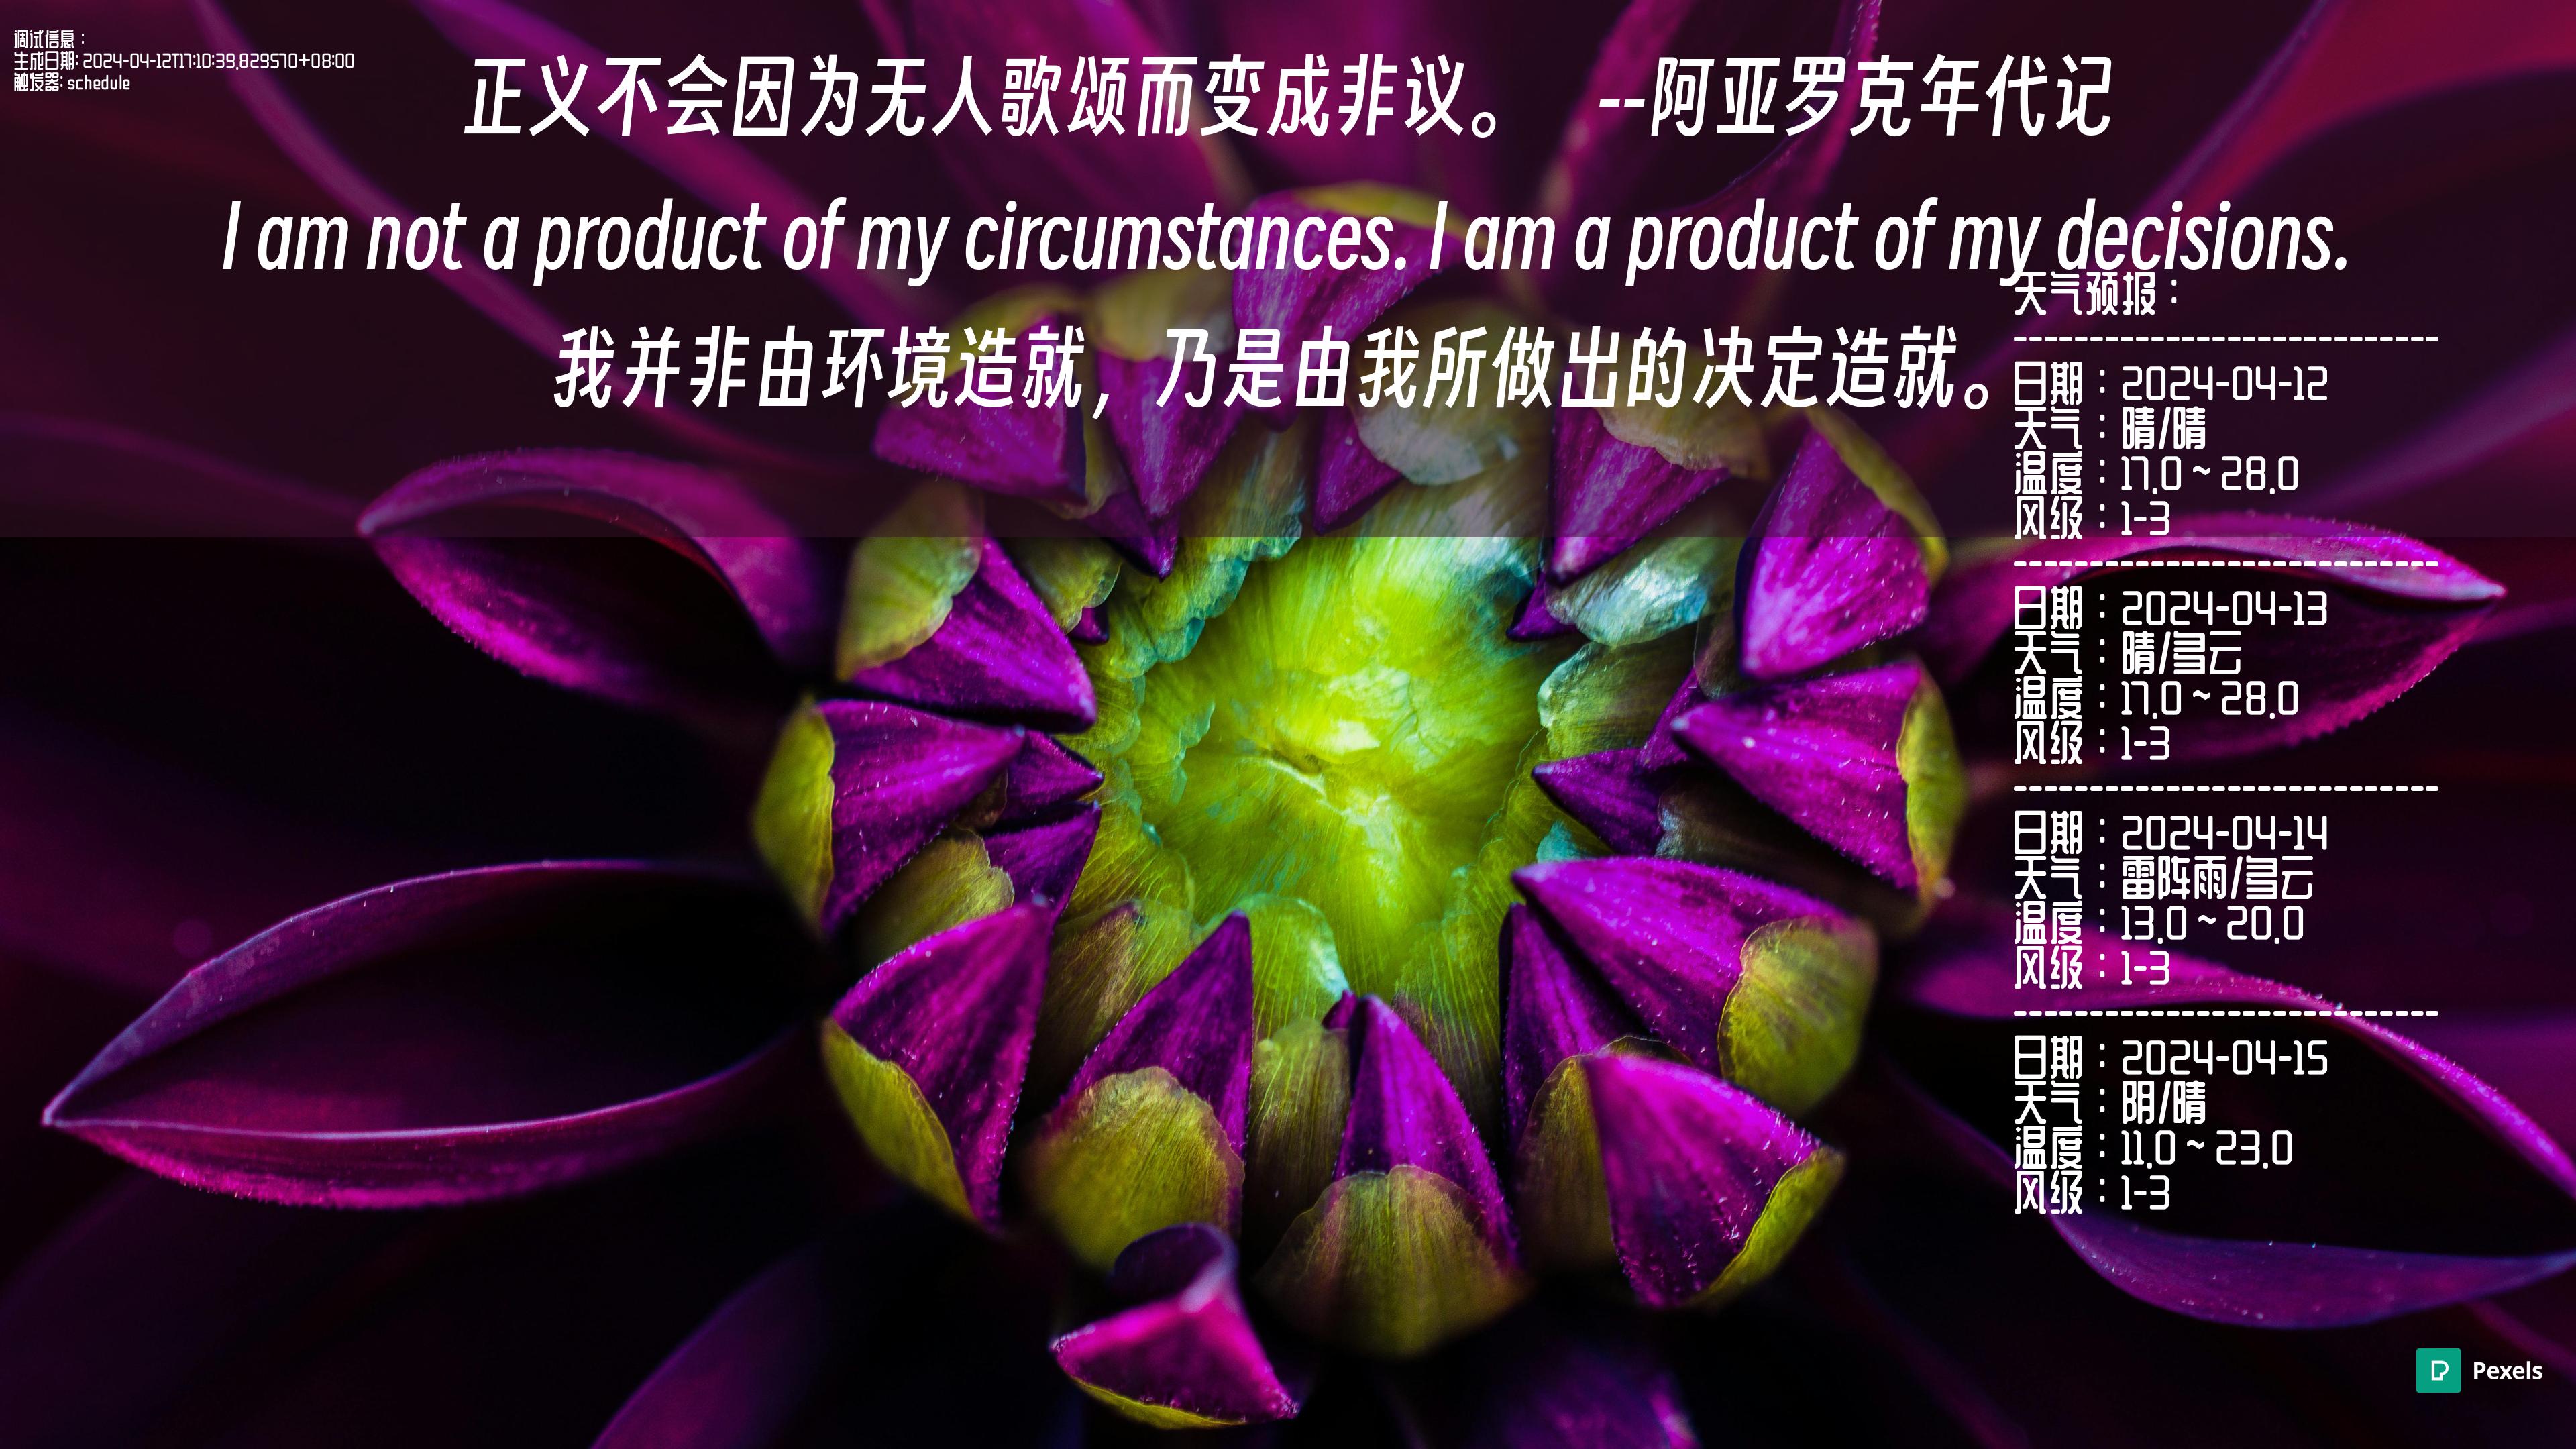 调试信息：
生成日期: 2024-04-12T17:10:39.829570+08:00
触发器: schedule
正义不会因为无人歌颂而变成非议。 --阿亚罗克年代记
I am not a product of my circumstances. I am a product of my decisions.
我并非由环境造就，乃是由我所做出的决定造就。
天气预报：
----------------------------
日期：2024-04-12
天气：晴/晴
温度：17.0 ~ 28.0
风级：1-3
----------------------------
日期：2024-04-13
天气：晴/多云
温度：17.0 ~ 28.0
风级：1-3
----------------------------
日期：2024-04-14
天气：雷阵雨/多云
温度：13.0 ~ 20.0
风级：1-3
----------------------------
日期：2024-04-15
天气：阴/晴
温度：11.0 ~ 23.0
风级：1-3
Pexels